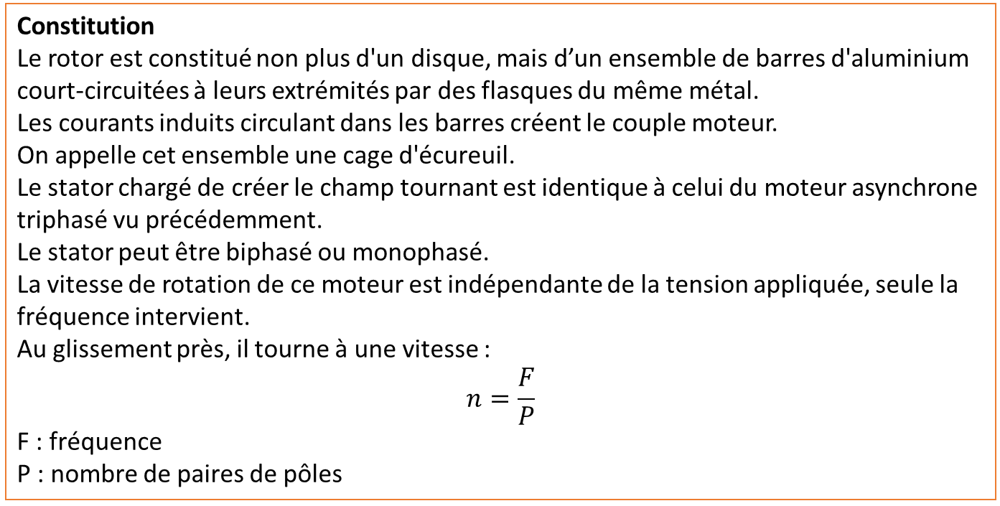 Constitution
Le rotor est constitué non plus d'un disque, mais d’un ensemble de barres d'aluminium
court-circuitées à leurs extrémités par des flasques du même métal.
Les courants induits circulant dans les barres créent le couple moteur.
On appelle cet ensemble une cage d'écureuil.
Le stator chargé de créer le champ tournant est identique à celui du moteur asynchrone
triphasé vu précédemment.
Le stator peut être biphasé ou monophasé.
La vitesse de rotation de ce moteur est indépendante de la tension appliquée, seule la
fréquence intervient.
Au glissement près, il tourne à une vitesse :
n = F/P
F : fréquence
P : nombre de paires de pôles